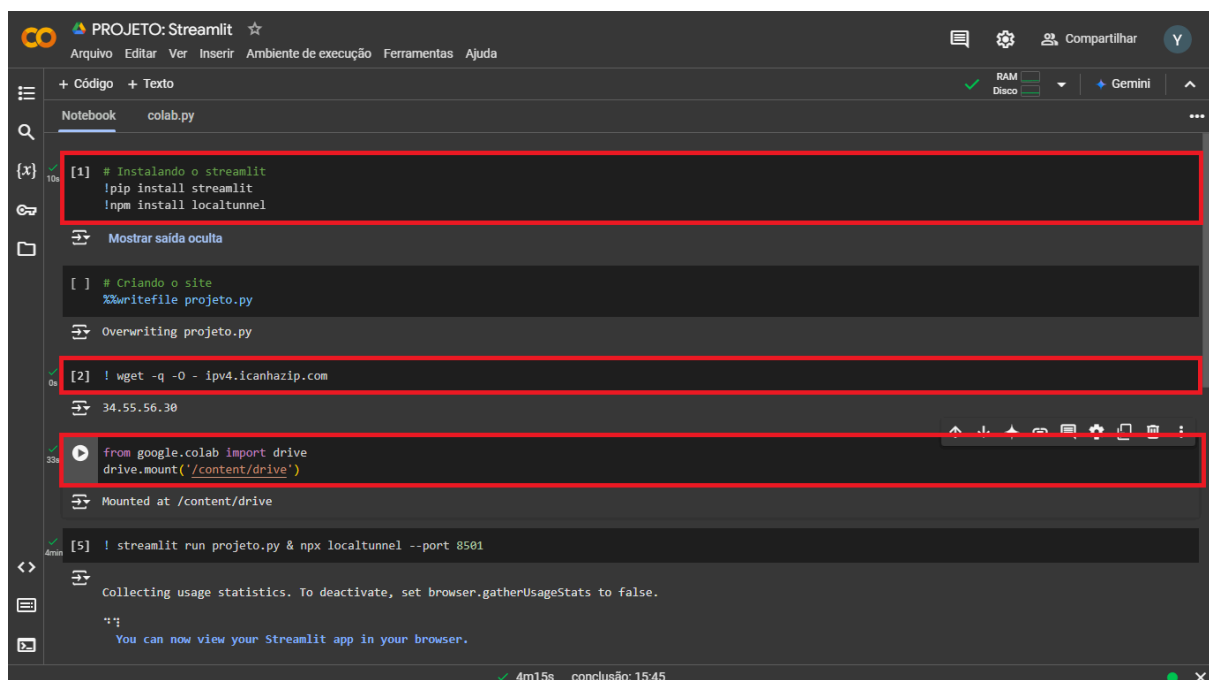 PROJETO: Streamlit
Arquivo Editar Ver Inserir Ambiente de execução Ferramentas Ajuda
Compartilhar
Y
+ Código + Texto
RAM
Disco
Gemini
Notebook colab.py
{x}
10s
[1] # Instalando o streamlit
!pip install streamlit
!npm install localtunnel
Mostrar saída oculta
[ ] # Criando o site
%%writefile projeto.py
Overwriting projeto.py
0s
[2] ! wget -q -O - ipv4.icanhazip.com
34.55.56.30
33s
from google.colab import drive
drive.mount('/content/drive')
Mounted at /content/drive
4min
[5] ! streamlit run projeto.py & npx localtunnel --port 8501
Collecting usage statistics. To deactivate, set browser.gatherUsageStats to false.
You can now view your Streamlit app in your browser.
4m15s conclusão: 15:45